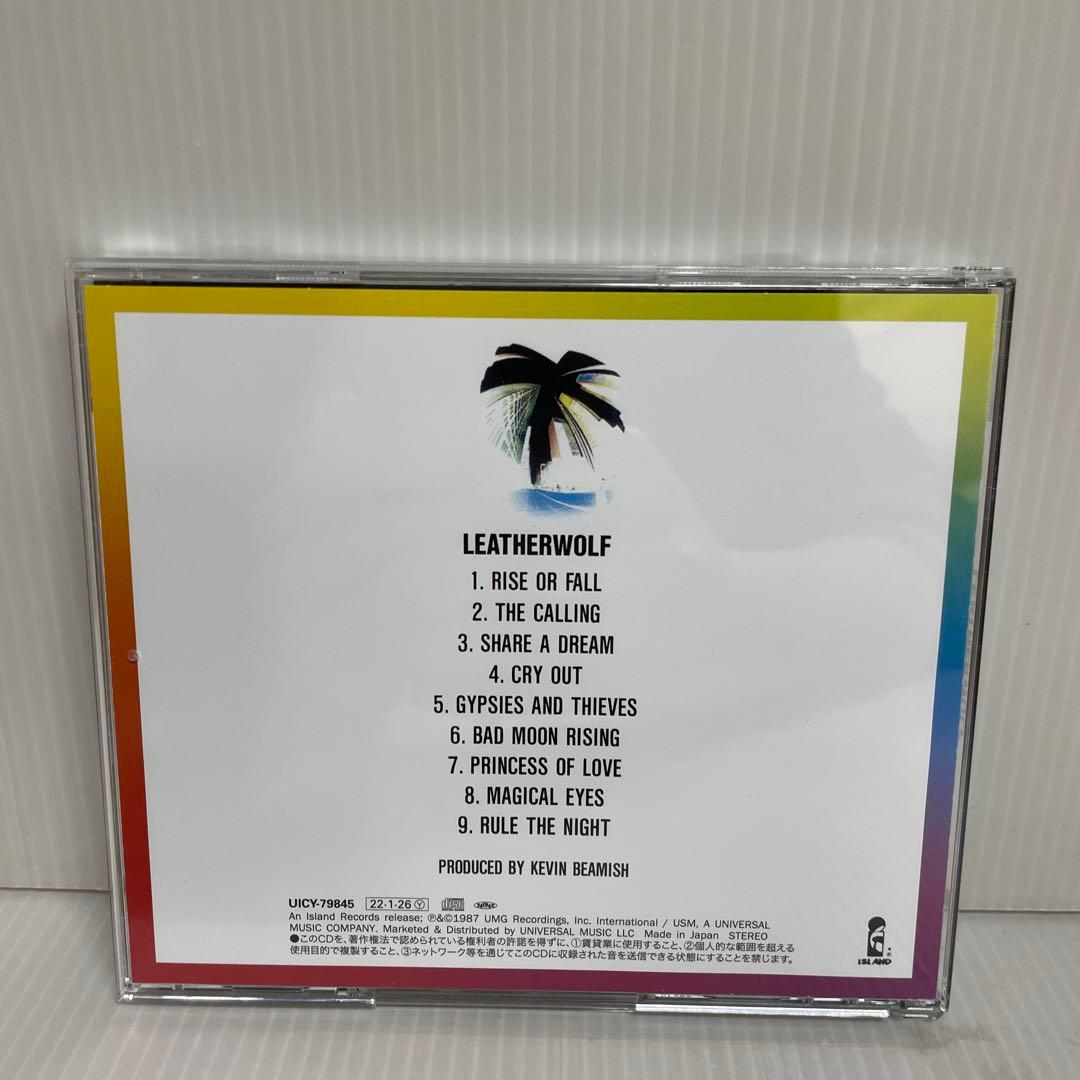 LEATHERWOLF
1. RISE OR FALL
2. THE CALLING
3. SHARE A DREAM
4. CRY OUT
5. GYPSIES AND THIEVES
6. BAD MOON RISING
7. PRINCESS OF LOVE
8. MAGICAL EYES
9. RULE THE NIGHT
PRODUCED BY KEVIN BEAMISH
UICY-79845 22·1·26 Ⓨ
An Island Records release; ℗&©1987 UMG Recordings, Inc. International / USM, A UNIVERSAL
MUSIC COMPANY. Marketed & Distributed by UNIVERSAL MUSIC LLC Made in Japan STEREO
●このCDを、著作権法で認められている権利者の許諾を得ずに、①賃貸業に使用すること、②個人的な範囲を超える
使用目的で複製すること、③ネットワーク等を通じてこのCDに収録された音を送信できる状態にすることを禁じます。
ISLAND ®